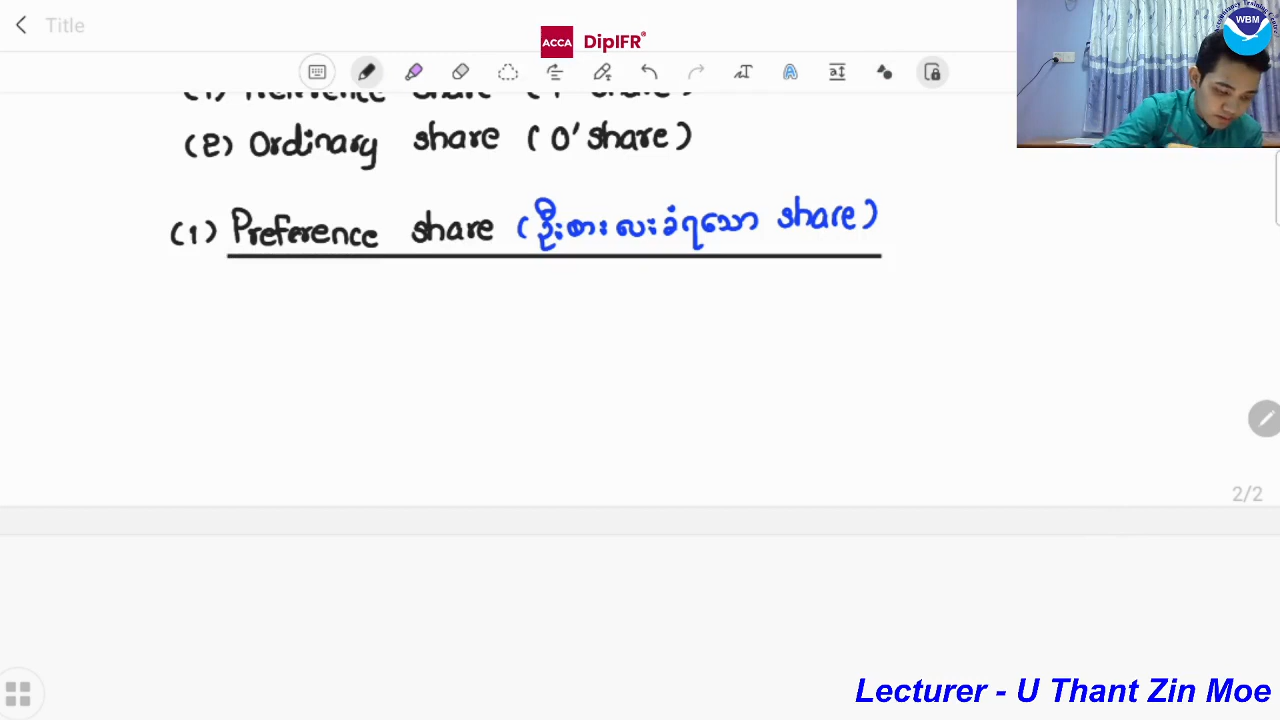 Title
ACCA DipIFR®
WBM
(2) Ordinary share (O' share)
(1) Preference share (ဦးစားပေးခံရသော share)
2/2
Lecturer - U Thant Zin Moe